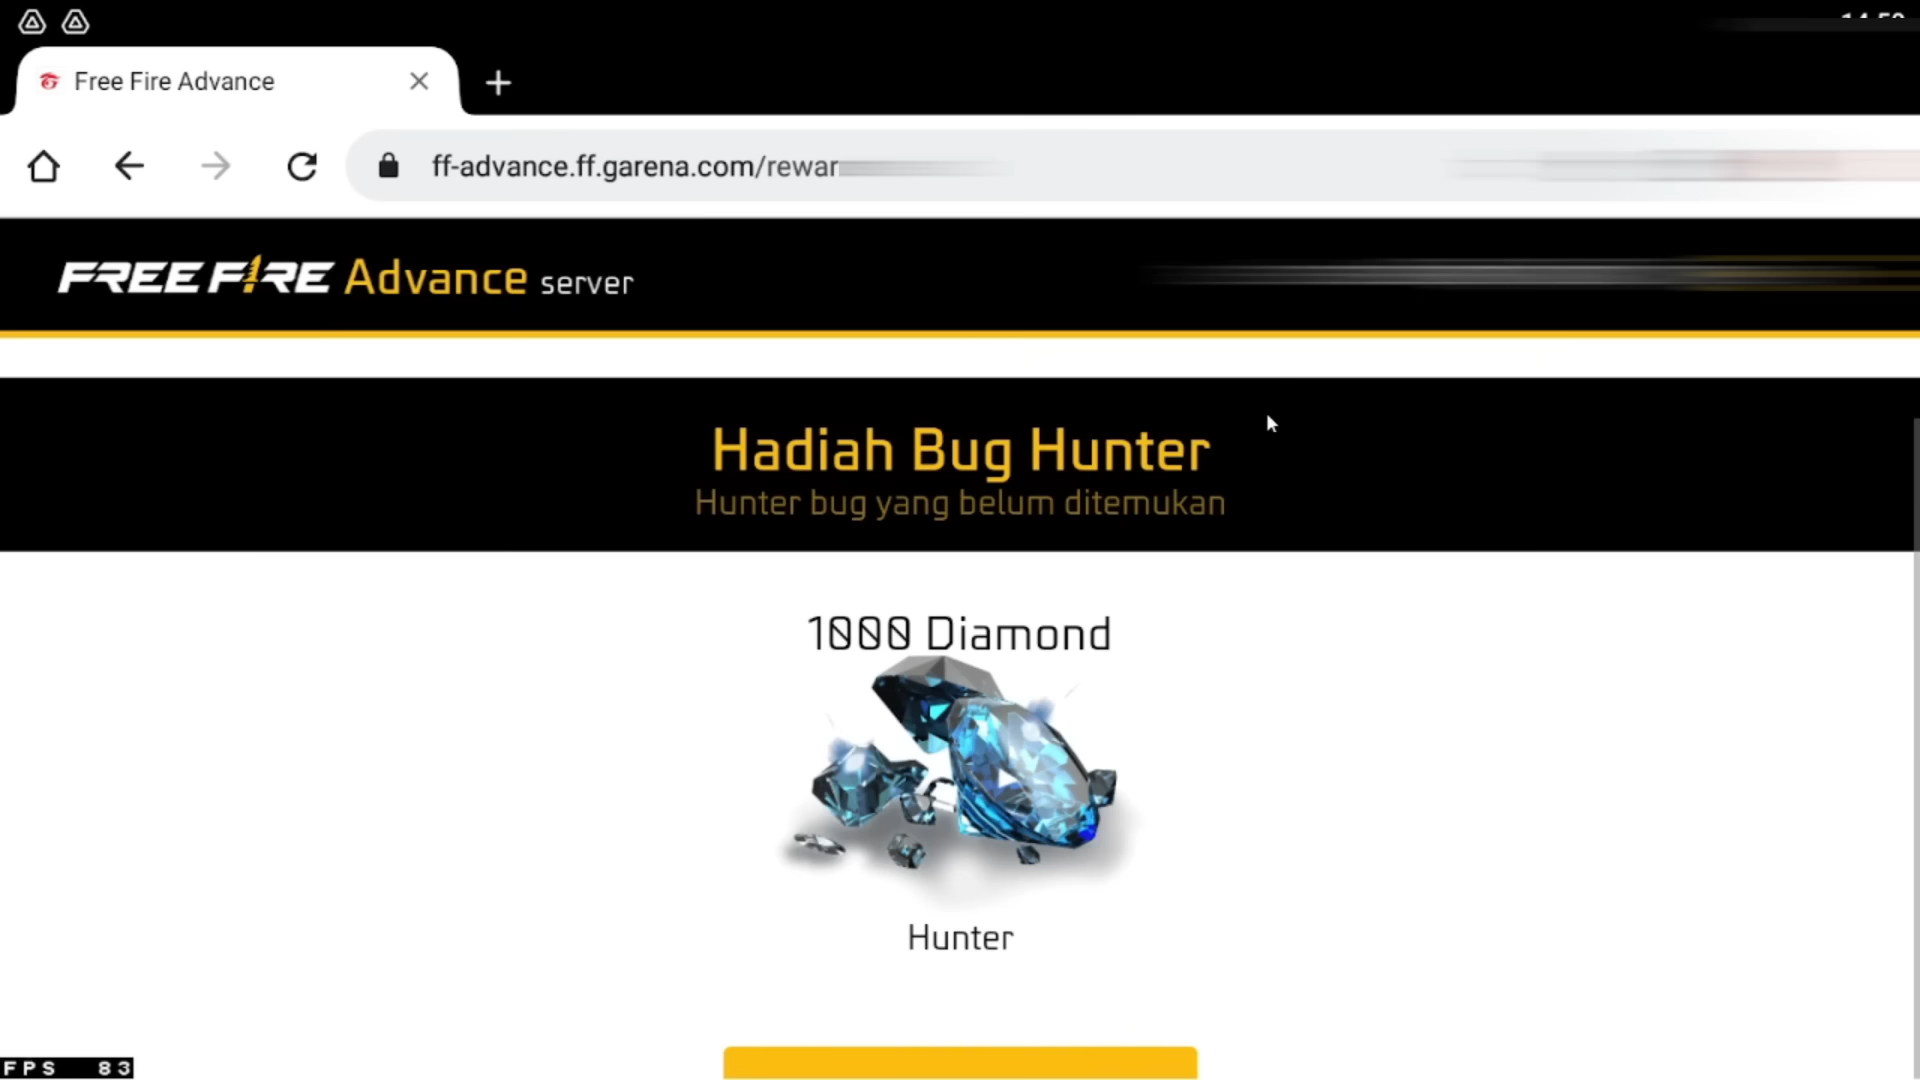 Free Fire Advance
ff-advance.ff.garena.com/rewar
FREE FIRE Advance server
Hadiah Bug Hunter
Hunter bug yang belum ditemukan
1000 Diamond
Hunter
FPS 83